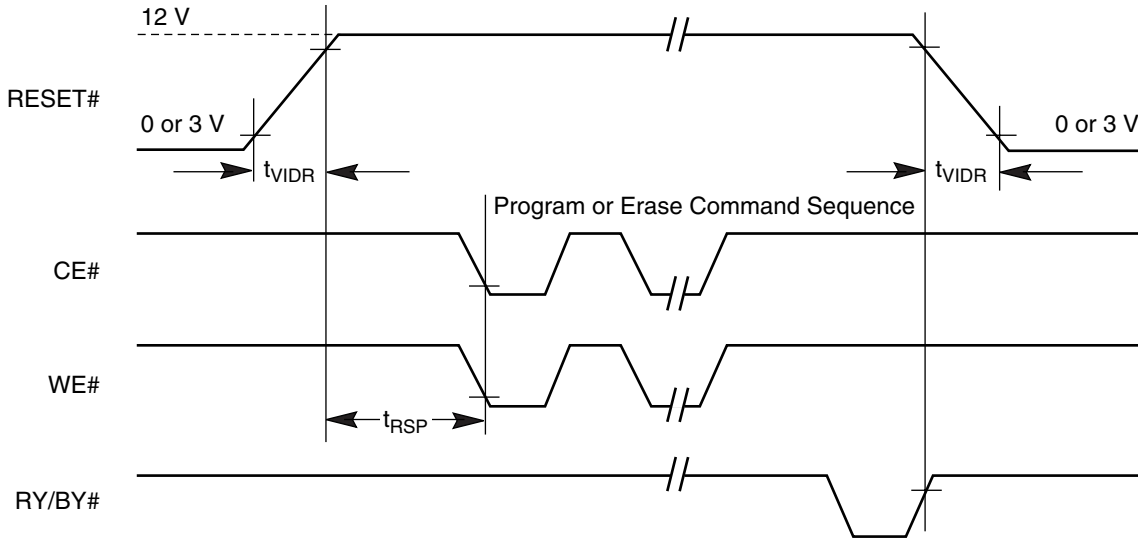 12 V
RESET#
0 or 3 V
0 or 3 V
tVIDR
tVIDR
Program or Erase Command Sequence
CE#
WE#
tRSP
RY/BY#